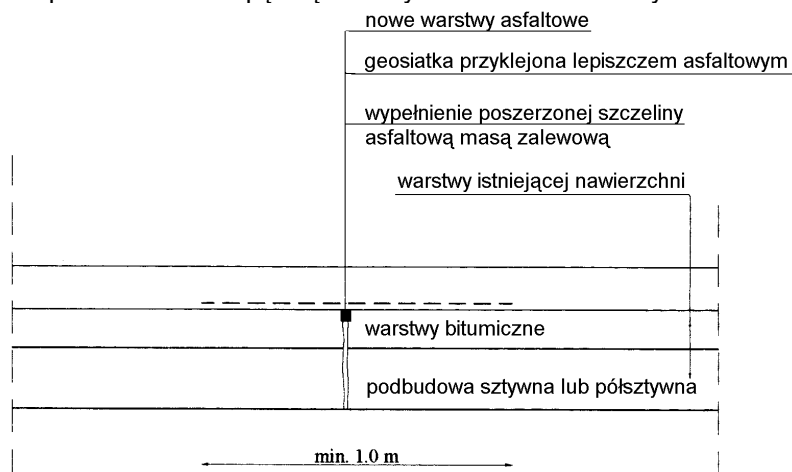 nowe warstwy asfaltowe
geosiatka przyklejona lepiszczem asfaltowym
wypełnienie poszerzonej szczeliny
asfaltową masą zalewową
warstwy istniejącej nawierzchni
warstwy bitumiczne
podbudowa sztywna lub półsztywna
min. 1.0 m